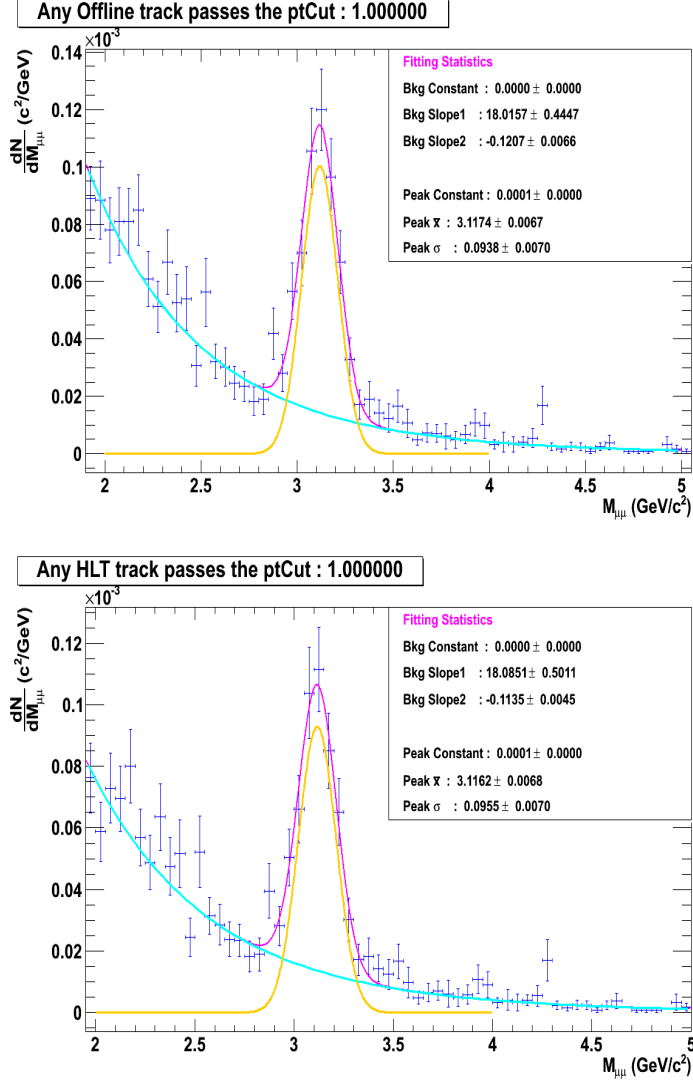 Any Offline track passes the ptCut : 1.000000
×10⁻³
dN
dMμμ (c²/GeV)
0.14
0.12
0.1
0.08
0.06
0.04
0.02
0
Fitting Statistics
Bkg Constant : 0.0000 ± 0.0000
Bkg Slope1 : 18.0157 ± 0.4447
Bkg Slope2 : -0.1207 ± 0.0066
Peak Constant : 0.0001 ± 0.0000
Peak x̄ : 3.1174 ± 0.0067
Peak σ : 0.0938 ± 0.0070
2 2.5 3 3.5 4 4.5 5
Mμμ (GeV/c²)
Any HLT track passes the ptCut : 1.000000
×10⁻³
dN
dMμμ (c²/GeV)
0.12
0.1
0.08
0.06
0.04
0.02
0
Fitting Statistics
Bkg Constant : 0.0000 ± 0.0000
Bkg Slope1 : 18.0851 ± 0.5011
Bkg Slope2 : -0.1135 ± 0.0045
Peak Constant : 0.0001 ± 0.0000
Peak x̄ : 3.1162 ± 0.0068
Peak σ : 0.0955 ± 0.0070
2 2.5 3 3.5 4 4.5 5
Mμμ (GeV/c²)